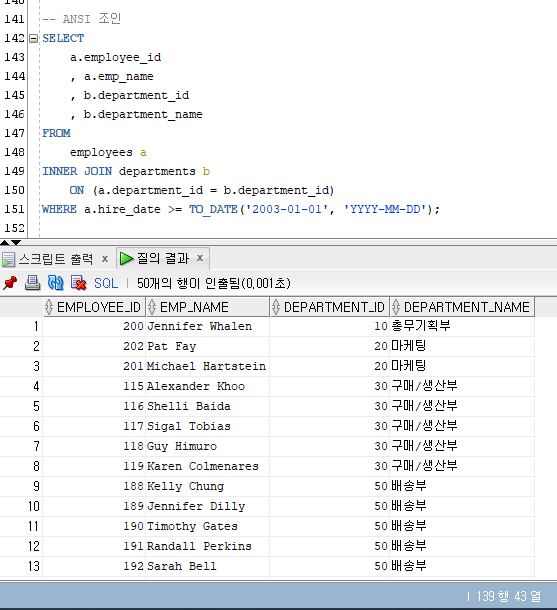 140
141 -- ANSI 조인
142 SELECT
143 a.employee_id
144 , a.emp_name
145 , b.department_id
146 , b.department_name
147 FROM
148 employees a
149 INNER JOIN departments b
150 ON (a.department_id = b.department_id)
151 WHERE a.hire_date >= TO_DATE('2003-01-01', 'YYYY-MM-DD');
152
스크립트 출력 x 질의 결과 x
SQL | 50개의 행이 인출됨(0,001초)
EMPLOYEE_ID EMP_NAME DEPARTMENT_ID DEPARTMENT_NAME
1 200 Jennifer Whalen 10 총무기획부
2 202 Pat Fay 20 마케팅
3 201 Michael Hartstein 20 마케팅
4 115 Alexander Khoo 30 구매/생산부
5 116 Shelli Baida 30 구매/생산부
6 117 Sigal Tobias 30 구매/생산부
7 118 Guy Himuro 30 구매/생산부
8 119 Karen Colmenares 30 구매/생산부
9 188 Kelly Chung 50 배송부
10 189 Jennifer Dilly 50 배송부
11 190 Timothy Gates 50 배송부
12 191 Randall Perkins 50 배송부
13 192 Sarah Bell 50 배송부
| 139 행 43 열